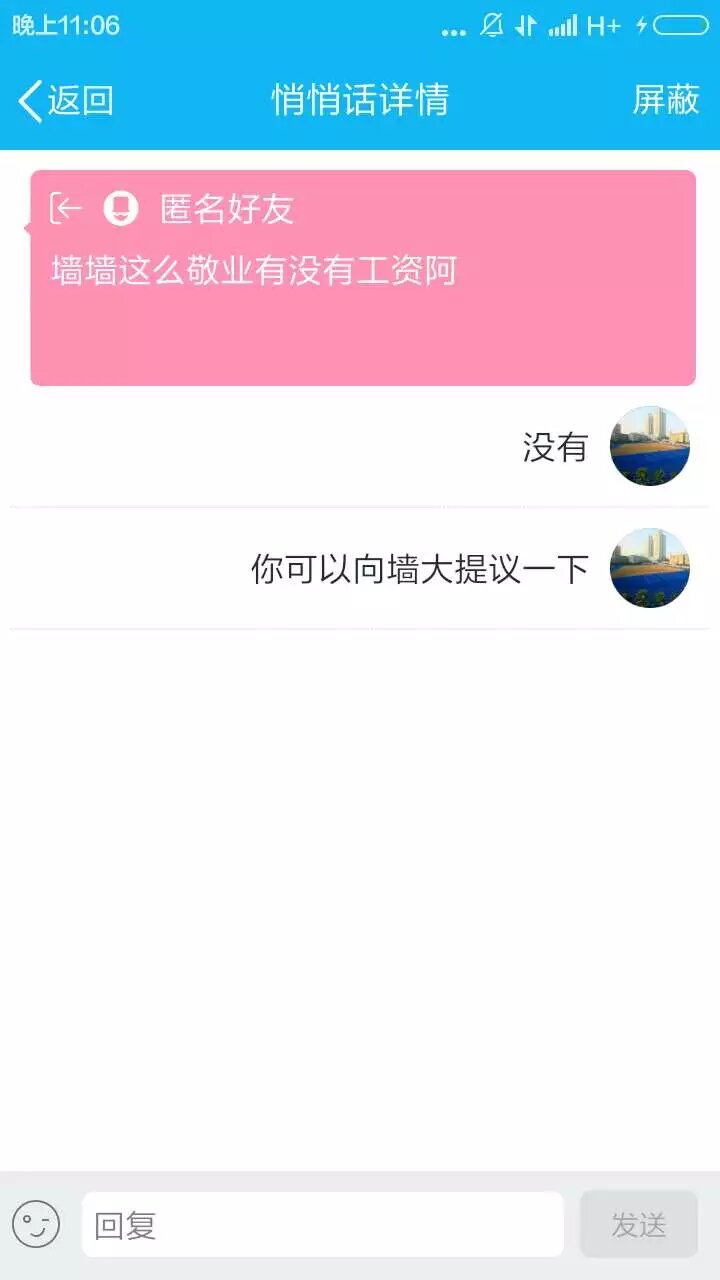 晚上11:06
H+
返回
悄悄话详情
屏蔽
匿名好友
墙墙这么敬业有没有工资阿
没有
你可以向墙大提议一下
回复
发送